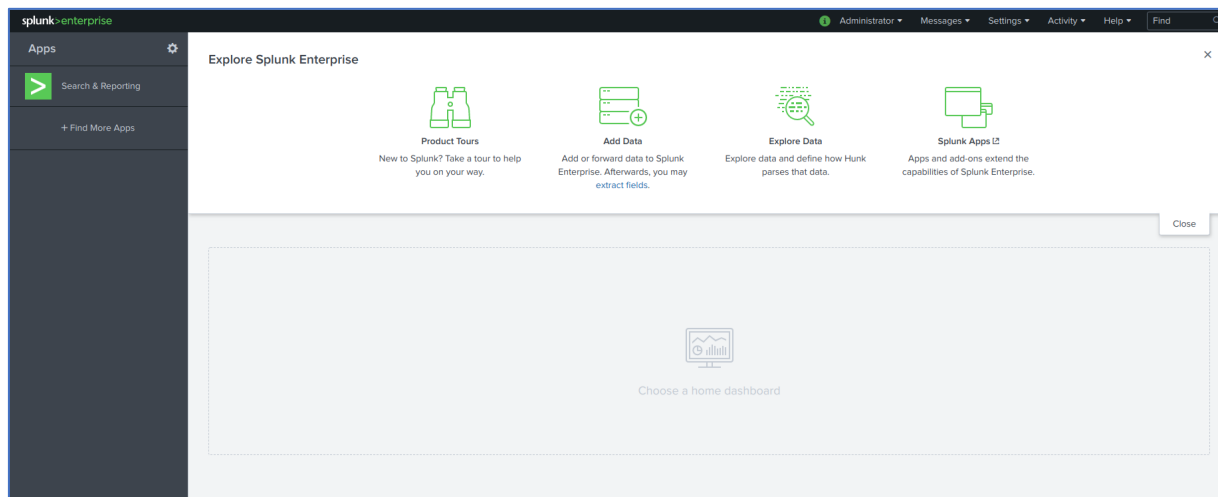 splunk>enterprise
i Administrator Messages Settings Activity Help Find
Apps
Search & Reporting
+ Find More Apps
Explore Splunk Enterprise
Product Tours
New to Splunk? Take a tour to help
you on your way.
Add Data
Add or forward data to Splunk
Enterprise. Afterwards, you may
extract fields.
Explore Data
Explore data and define how Hunk
parses that data.
Splunk Apps
Apps and add-ons extend the
capabilities of Splunk Enterprise.
Close
Choose a home dashboard